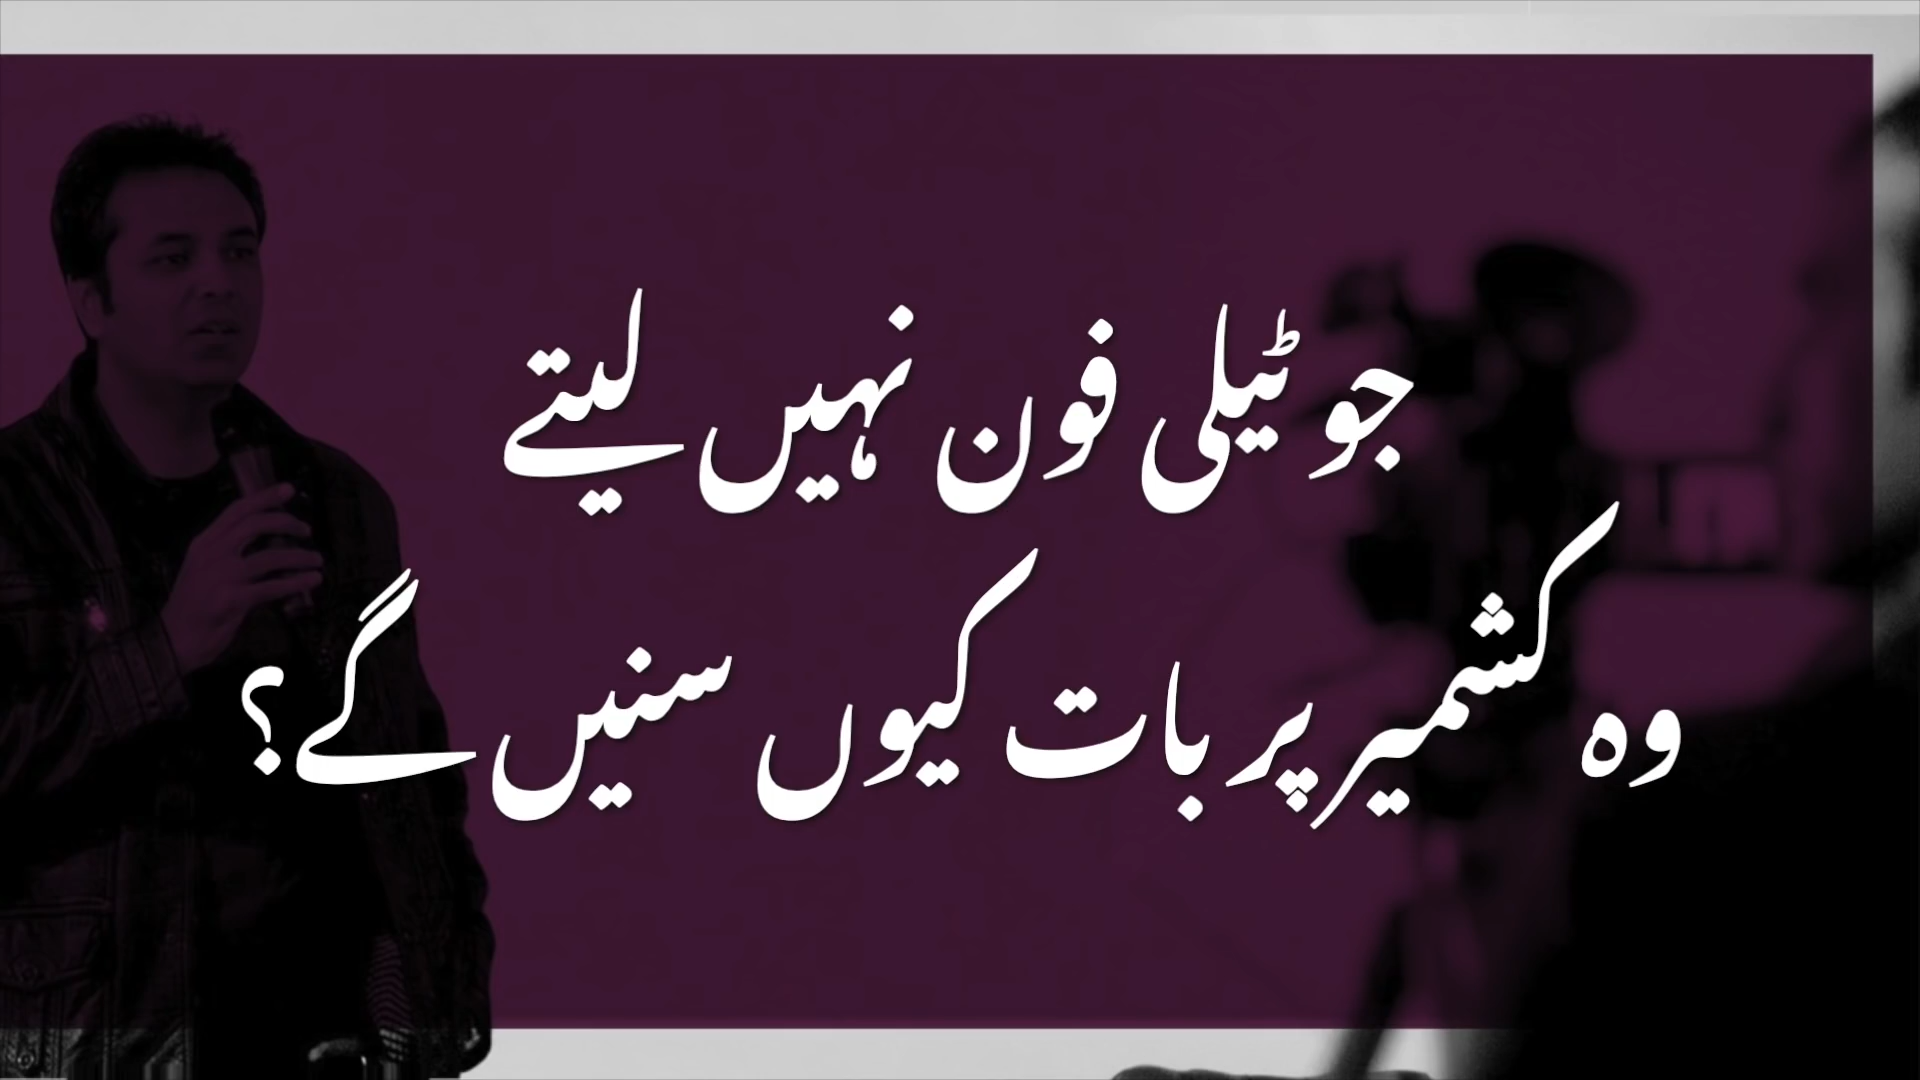 جو ٹیلی فون نہیں لیتے
وہ کشمیر پر بات کیوں سنیں گے؟